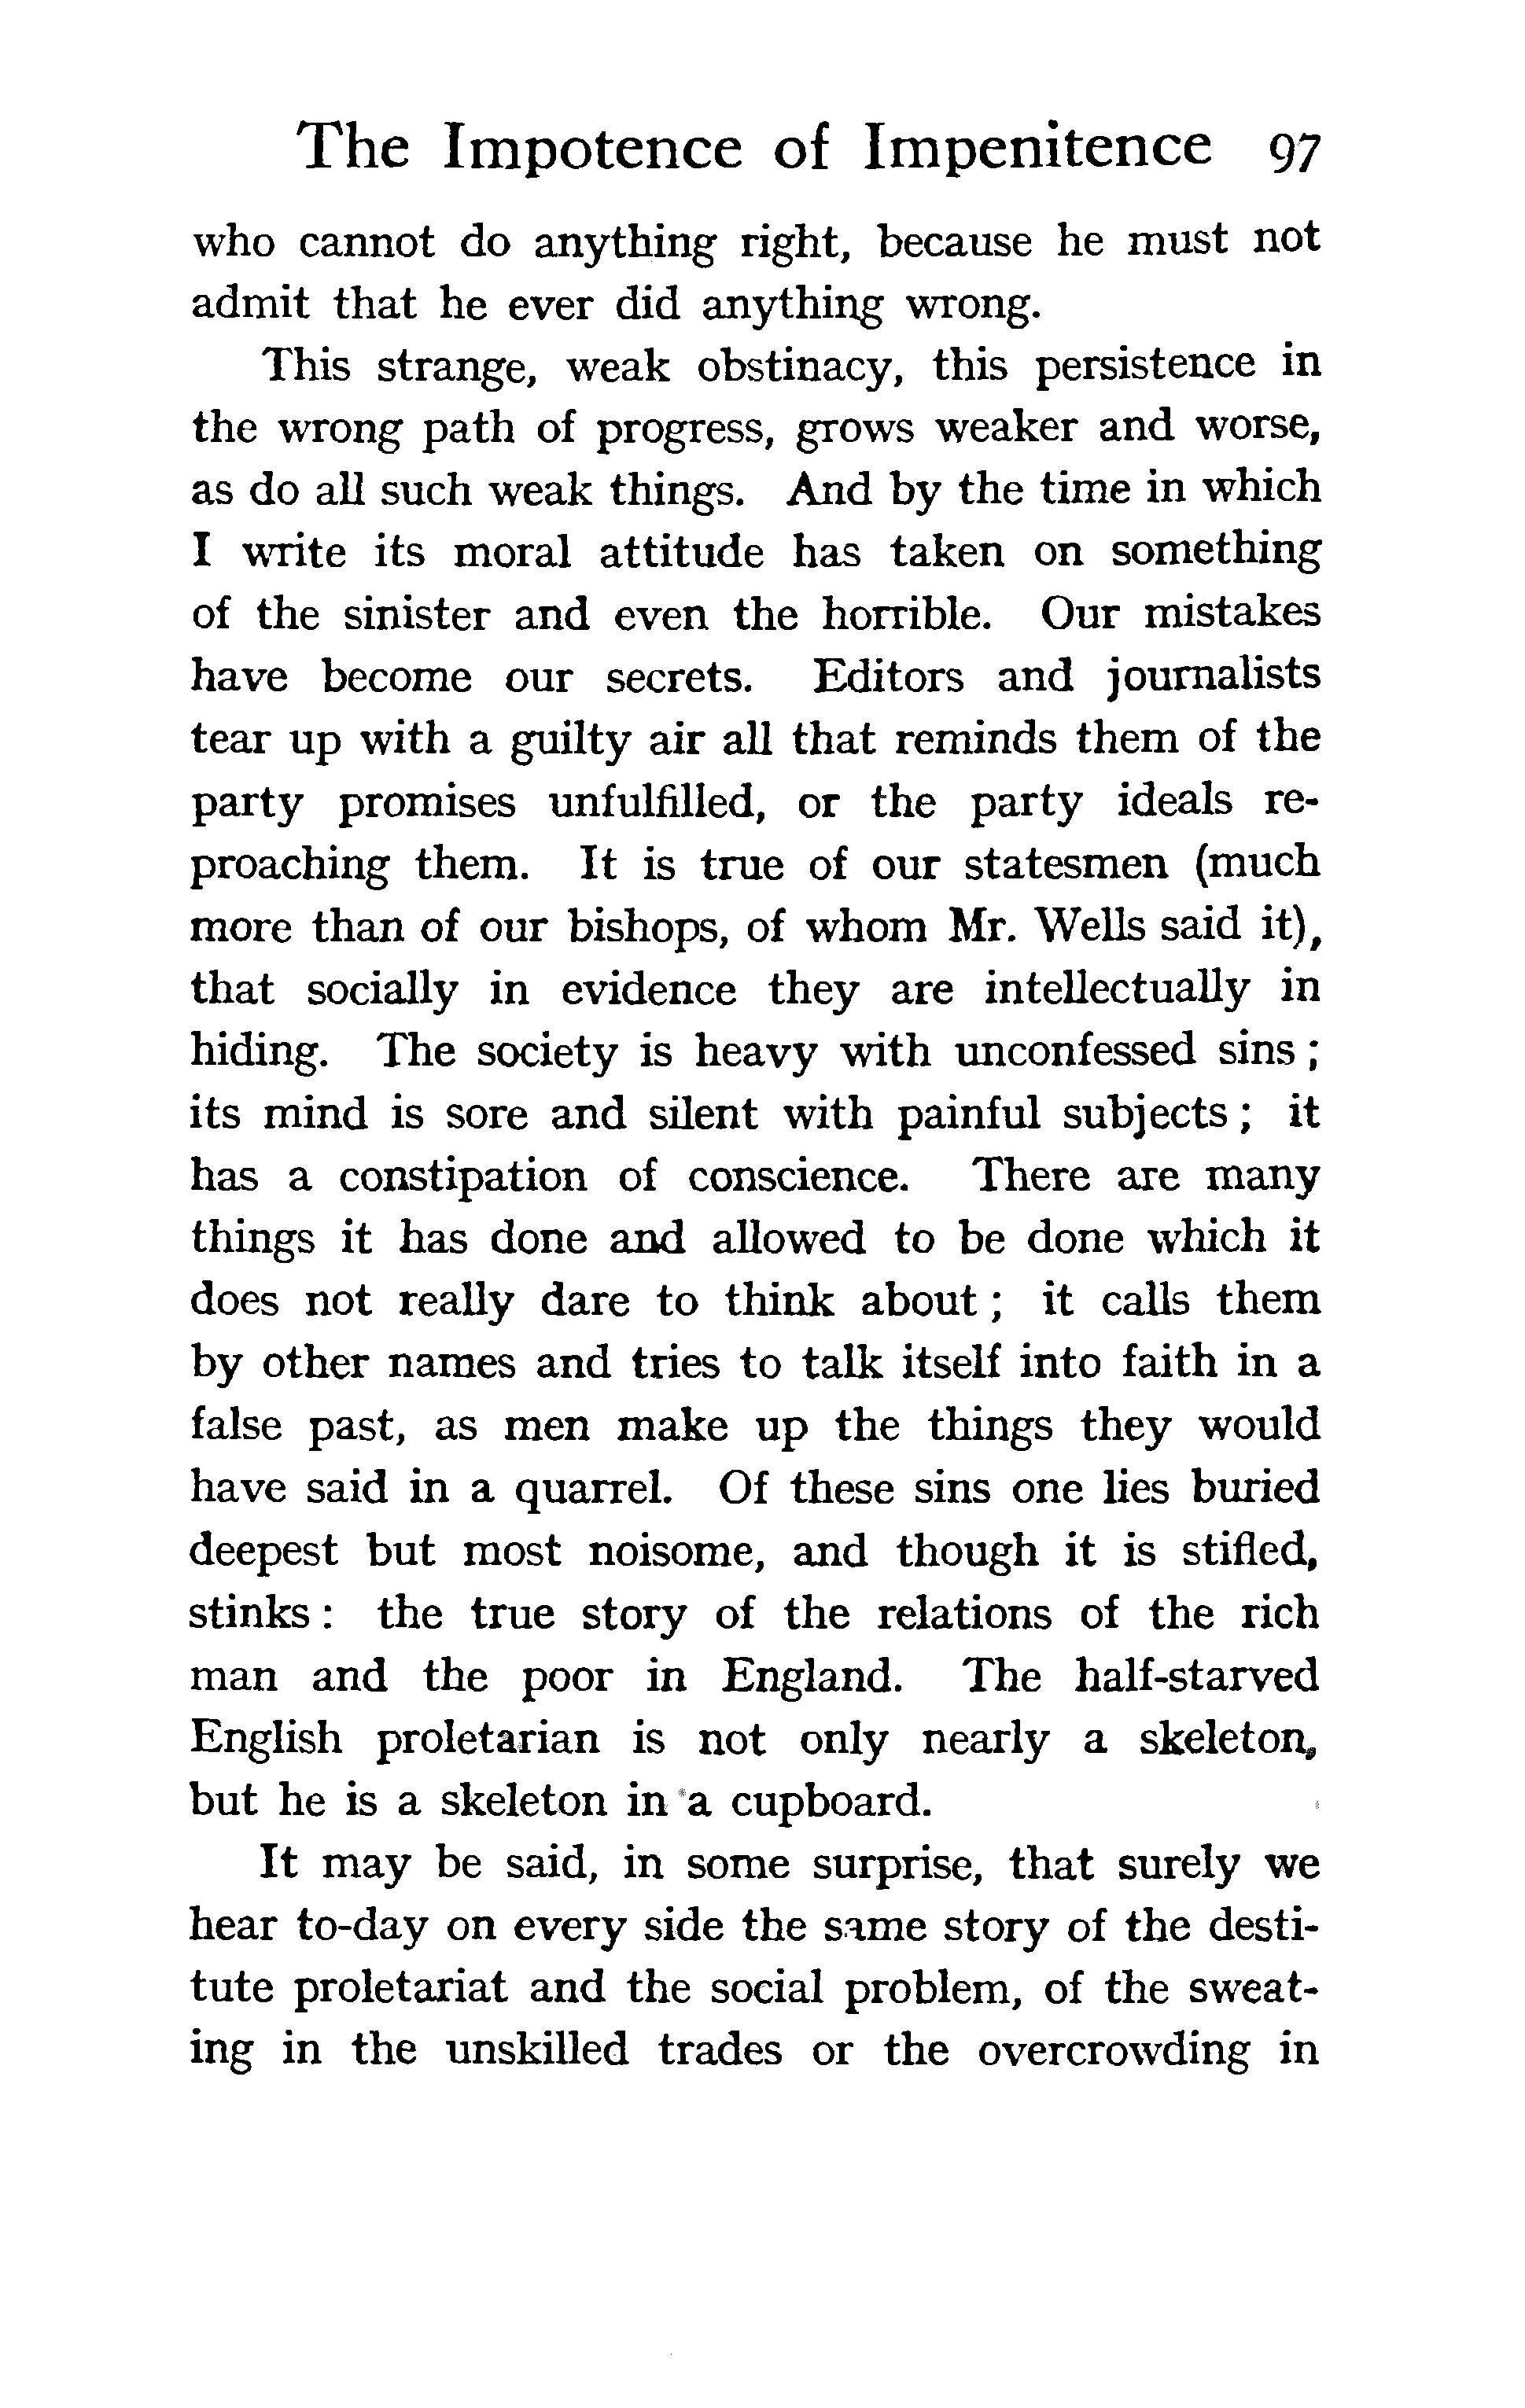 The Impotence of Impenitence 97
who cannot do anything right, because he must not
admit that he ever did anything wrong.
This strange, weak obstinacy, this persistence in
the wrong path of progress, grows weaker and worse,
as do all such weak things. And by the time in which
I write its moral attitude has taken on something
of the sinister and even the horrible. Our mistakes
have become our secrets. Editors and journalists
tear up with a guilty air all that reminds them of the
party promises unfulfilled, or the party ideals re-
proaching them. It is true of our statesmen (much
more than of our bishops, of whom Mr. Wells said it),
that socially in evidence they are intellectually in
hiding. The society is heavy with unconfessed sins;
its mind is sore and silent with painful subjects; it
has a constipation of conscience. There are many
things it has done and allowed to be done which it
does not really dare to think about; it calls them
by other names and tries to talk itself into faith in a
false past, as men make up the things they would
have said in a quarrel. Of these sins one lies buried
deepest but most noisome, and though it is stifled,
stinks: the true story of the relations of the rich
man and the poor in England. The half-starved
English proletarian is not only nearly a skeleton,
but he is a skeleton in a cupboard.
It may be said, in some surprise, that surely we
hear to-day on every side the same story of the desti-
tute proletariat and the social problem, of the sweat-
ing in the unskilled trades or the overcrowding in